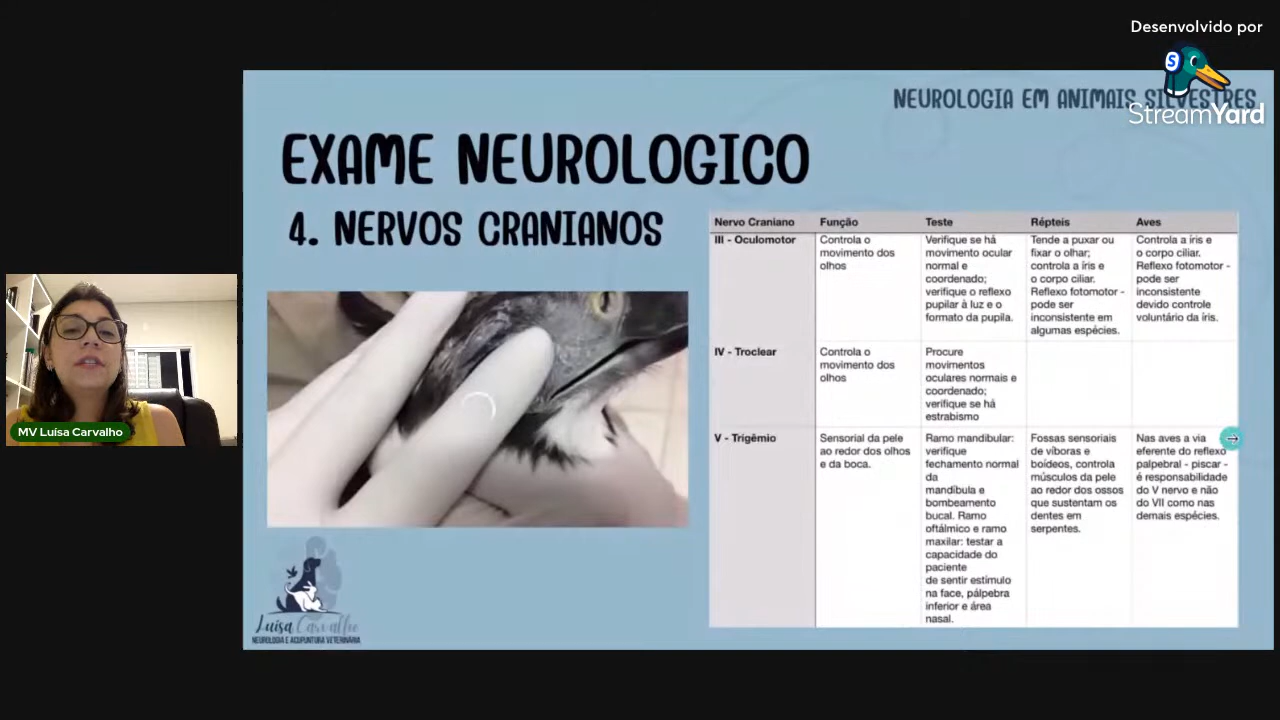 Desenvolvido por
StreamYard
NEUROLOGIA EM ANIMAIS SILVESTRES
EXAME NEUROLOGICO
4. NERVOS CRANIANOS
Nervo Craniano
Função
Teste
Répteis
Aves
III - Oculomotor
Controla o
movimento dos
olhos
Verifique se há
movimento ocular
normal e
coordenado;
verifique o reflexo
pupilar à luz e o
formato da pupila.
Tende a puxar ou
fixar o olhar;
controla a íris e
o corpo ciliar.
Reflexo fotomotor -
pode ser
inconsistente em
algumas espécies.
Controla a íris e
o corpo ciliar.
Reflexo fotomotor -
pode ser
inconsistente
devido controle
voluntário da íris.
IV - Troclear
Controla o
movimento dos
olhos
Procure
movimentos
oculares normais e
coordenado;
verifique se há
estrabismo
V - Trigêmio
Sensorial da pele
ao redor dos olhos
e da boca.
Ramo mandibular:
verifique
fechamento normal
da
mandíbula e
bombeamento
bucal. Ramo
oftálmico e ramo
maxilar: testar a
capacidade do
paciente
de sentir estímulo
na face, pálpebra
inferior e área
nasal.
Fossas sensoriais
de víboras e
boídeos, controla
músculos da pele
ao redor dos ossos
que sustentam os
dentes em
serpentes.
Nas aves a via
eferente do reflexo
palpebral - piscar -
é responsabilidade
do V nervo e não
do VII como nas
demais espécies.
MV Luísa Carvalho
Luísa Carvalho
NEUROLOGIA E ACUPUNTURA VETERINÁRIA